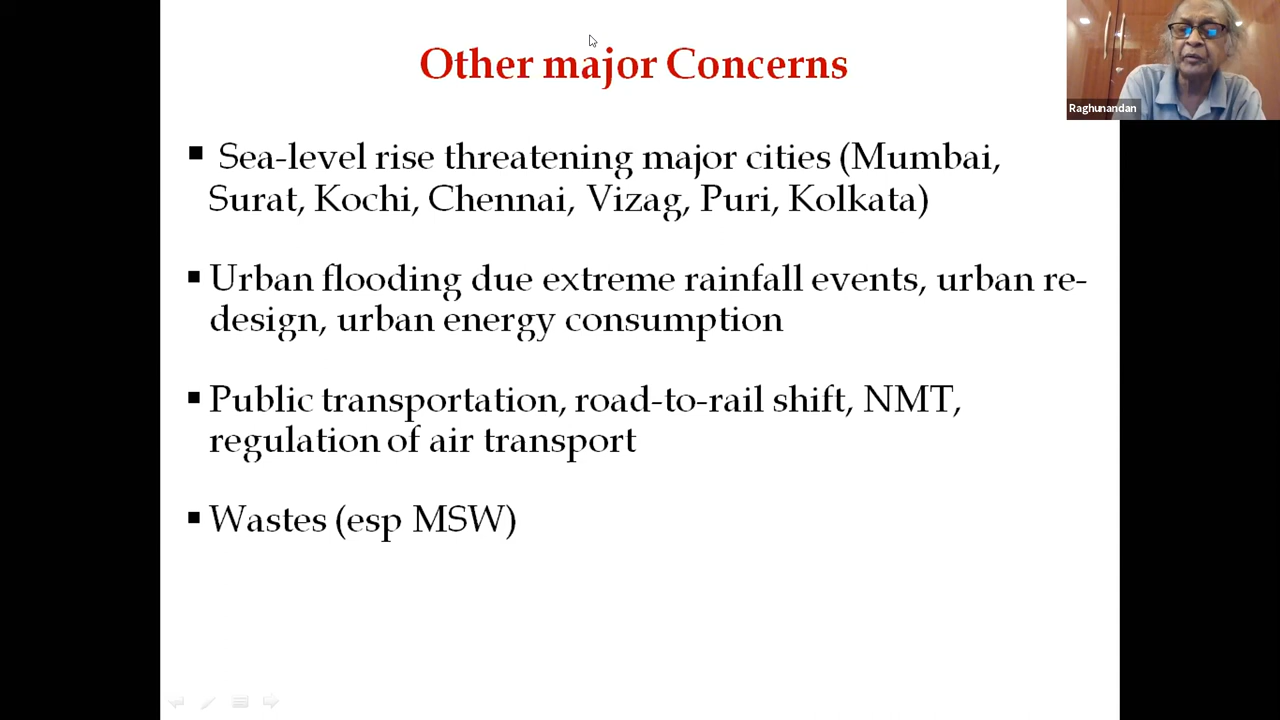 Other major Concerns
Raghunandan
▪ Sea-level rise threatening major cities (Mumbai,
Surat, Kochi, Chennai, Vizag, Puri, Kolkata)
▪ Urban flooding due extreme rainfall events, urban re-
design, urban energy consumption
▪ Public transportation, road-to-rail shift, NMT,
regulation of air transport
▪ Wastes (esp MSW)